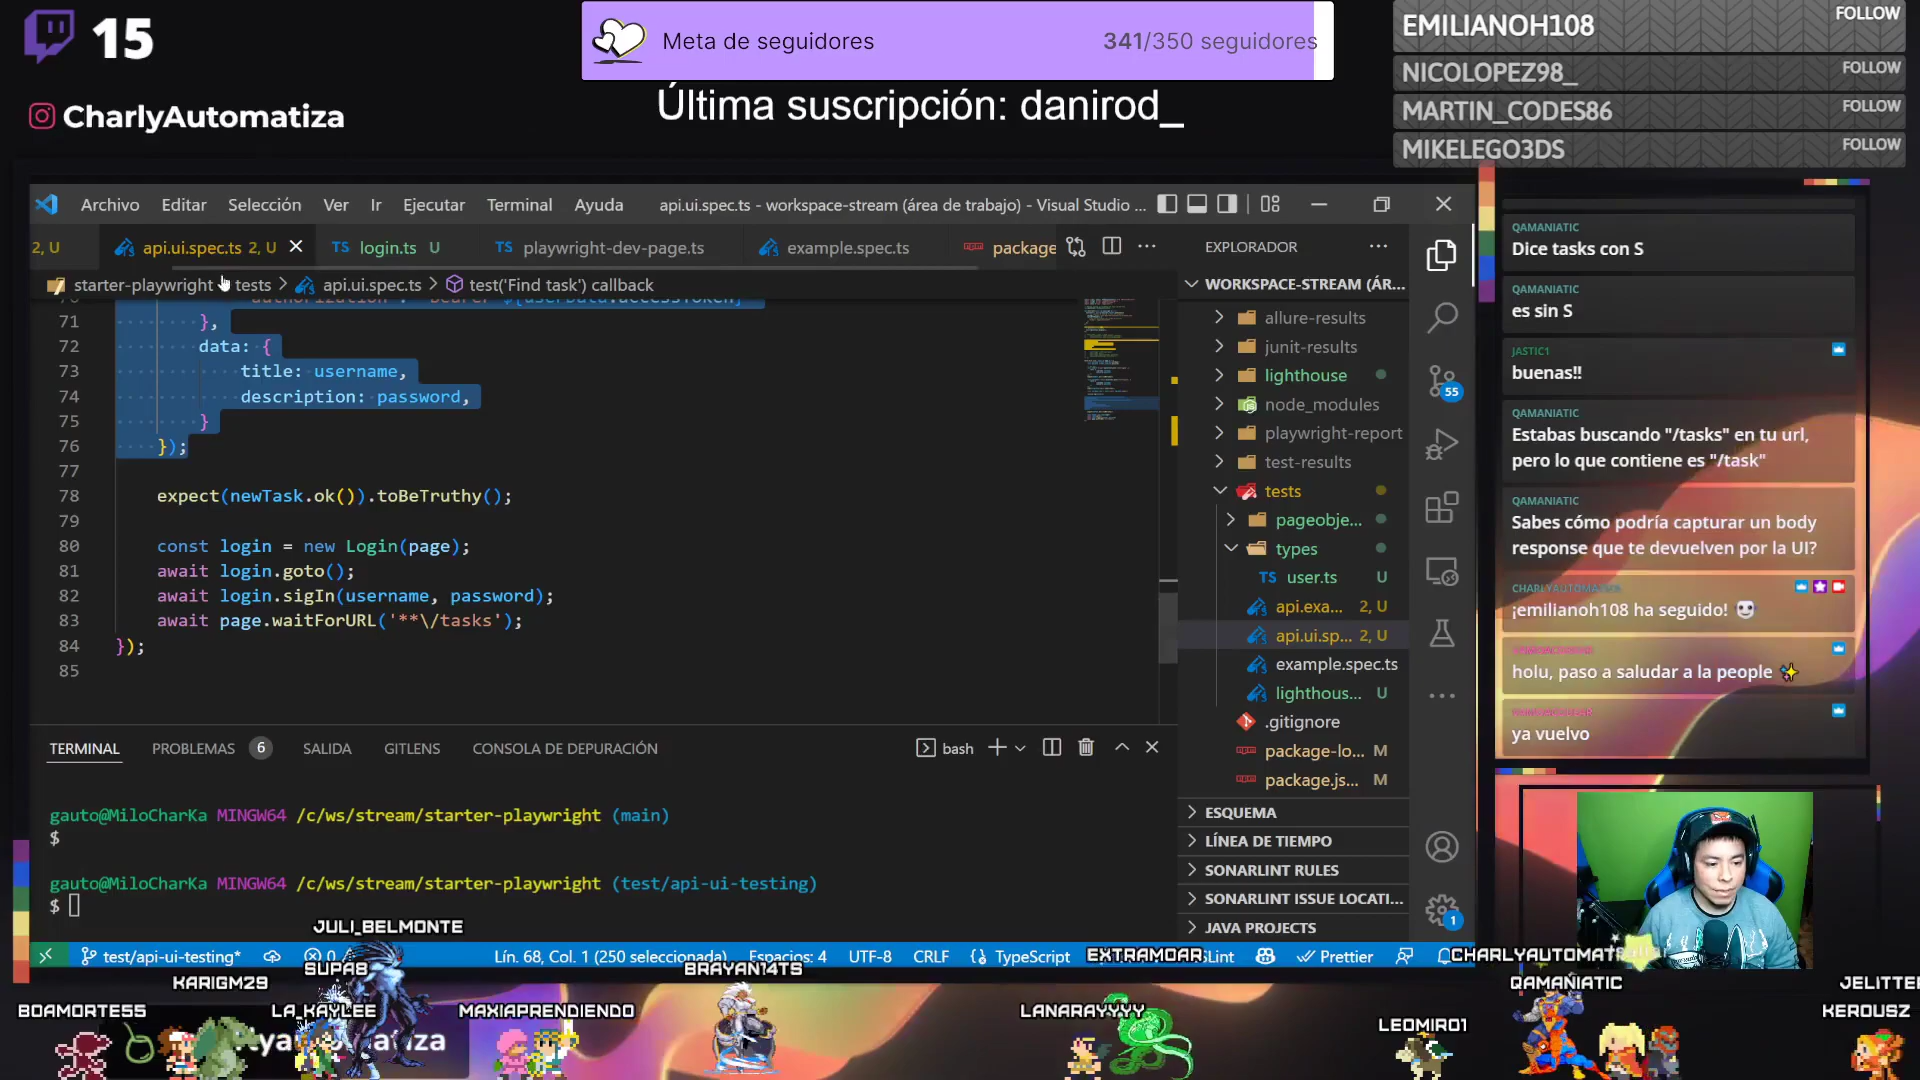 15
CharlyAutomatiza
Meta de seguidores
341/350 seguidores
Última suscripción: danirod_
EMILIANOH108 FOLLOW
NICOLOPEZ98_ FOLLOW
MARTIN_CODES86 FOLLOW
MIKELEGO3DS FOLLOW
Archivo Editar Selección Ver Ir Ejecutar Terminal Ayuda api.ui.spec.ts - workspace-stream (área de trabajo) - Visual Studio ...
2, U api.ui.spec.ts 2, U login.ts U playwright-dev-page.ts example.spec.ts package
starter-playwright > tests > api.ui.spec.ts > test('Find task') callback
71 },
72 data: {
73 title: username,
74 description: password,
75 }
76 });
77
78 expect(newTask.ok()).toBeTruthy();
79
80 const login = new Login(page);
81 await login.goto();
82 await login.sigIn(username, password);
83 await page.waitForURL('**\/tasks');
84 });
85
TERMINAL PROBLEMAS 6 SALIDA GITLENS CONSOLA DE DEPURACIÓN
bash
gauto@MiloCharKa MINGW64 /c/ws/stream/starter-playwright (main)
$
gauto@MiloCharKa MINGW64 /c/ws/stream/starter-playwright (test/api-ui-testing)
$
EXPLORADOR
WORKSPACE-STREAM (ÁR...
allure-results
junit-results
lighthouse
node_modules
playwright-report
test-results
tests
pageobje...
types
TS user.ts U
api.exa... 2, U
api.ui.sp... 2, U
example.spec.ts
lighthous... U
.gitignore
package-lo... M
package.js... M
ESQUEMA
LÍNEA DE TIEMPO
SONARLINT RULES
SONARLINT ISSUE LOCATI...
JAVA PROJECTS
55
1
QAMANIATIC
Dice tasks con S
QAMANIATIC
es sin S
JASTIC1
buenas!!
QAMANIATIC
Estabas buscando "/tasks" en tu url,
pero lo que contiene es "/task"
QAMANIATIC
Sabes cómo podría capturar un body
response que te devuelven por la UI?
CHARLYAUTOMATIZA
¡emilianoh108 ha seguido!
holu, paso a saludar a la people
ya vuelvo
test/api-ui-testing* 0 Lín. 68, Col. 1 (250 seleccionada) Espacios: 4 UTF-8 CRLF TypeScript Prettier
JULI_BELMONTE
SUPA8
KARIGM29
BOAMORTE55
LA_KAYLEE
MAXIAPRENDIENDO
BRAYAN14TS
EXTRAMOAR
LANARAYYYY
LEOMIR01
QAMANIATIC
JELITTE
KEROUSZ